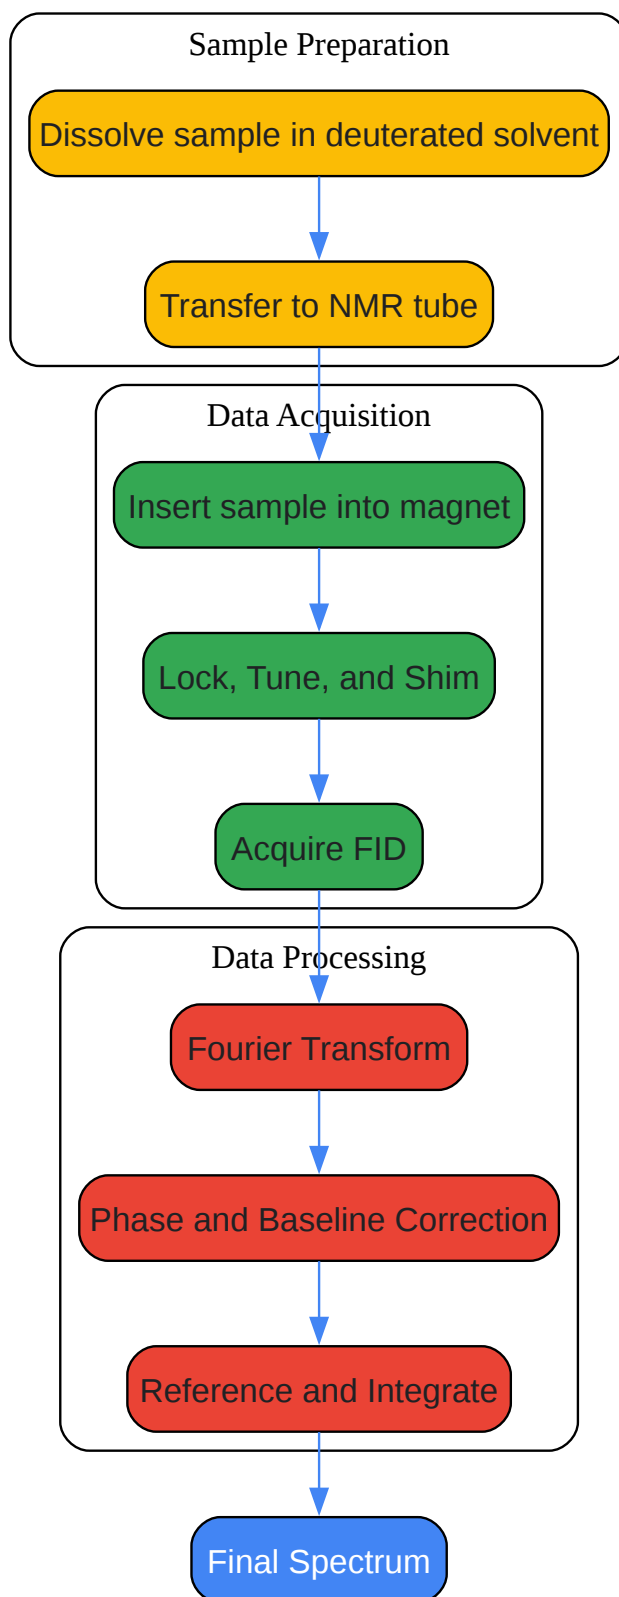 Sample Preparation
Dissolve sample in deuterated solvent
Transfer to NMR tube
Data Acquisition
Insert sample into magnet
Lock, Tune, and Shim
Acquire FID
Data Processing
Fourier Transform
Phase and Baseline Correction
Reference and Integrate
Final Spectrum